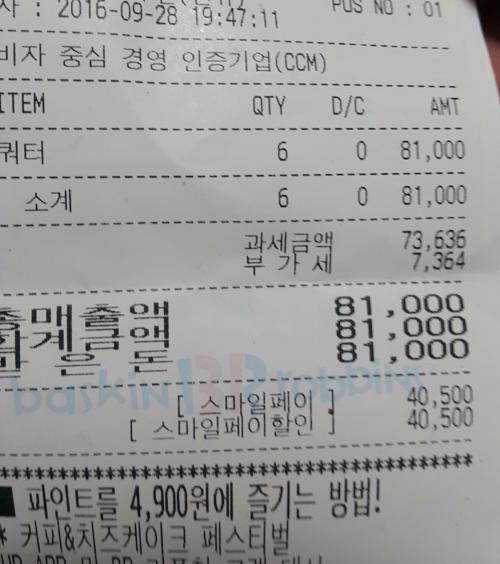 자 : 2016-09-28 19:47:11 POS NO : 01
비자 중심 경영 인증기업(CCM)
ITEM QTY D/C AMT
쿼터 6 0 81,000
소계 6 0 81,000
과세금액 73,636
부 가 세 7,364
총매출액 81,000
합계금액 81,000
받 은 돈 81,000
baskin BR robbins
[ 스마일페이 ] 40,500
[ 스마일페이할인 ] 40,500
*****************************************
■ 파인트를 4,900원에 즐기는 방법!
* 커피&치즈케이크 페스티벌